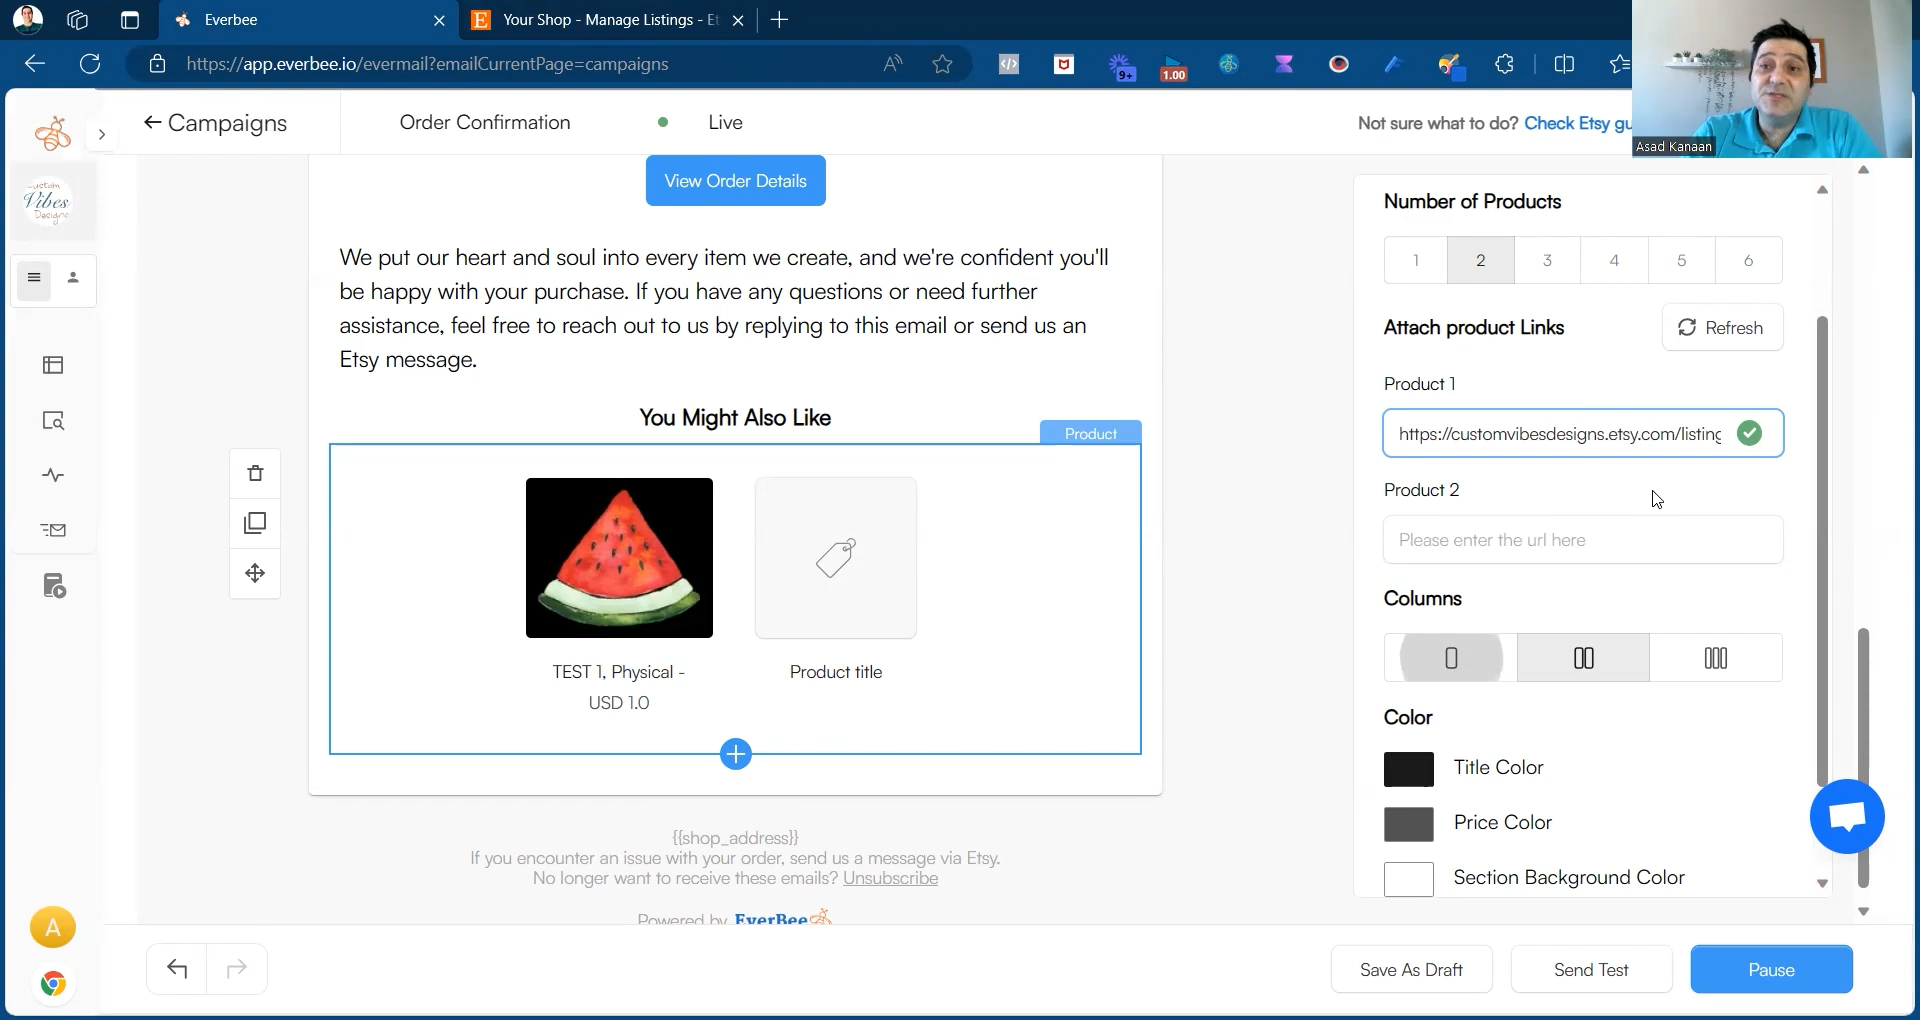 Everbee
Your Shop - Manage Listings - Et
https://app.everbee.io/evermail?emailCurrentPage=campaigns
9+
1.00
Asad Kanaan
Campaigns
Order Confirmation
Live
Not sure what to do? Check Etsy gu
Custom
Vibes
Designs
View Order Details
We put our heart and soul into every item we create, and we're confident you'll
be happy with your purchase. If you have any questions or need further
assistance, feel free to reach out to us by replying to this email or send us an
Etsy message.
You Might Also Like
Product
TEST 1, Physical -
USD 1.0
Product title
{{shop_address}}
If you encounter an issue with your order, send us a message via Etsy.
No longer want to receive these emails? Unsubscribe
Powered by EverBee
Number of Products
1 2 3 4 5 6
Attach product Links
Refresh
Product 1
https://customvibesdesigns.etsy.com/listing
Product 2
Please enter the url here
Columns
Color
Title Color
Price Color
Section Background Color
A
Save As Draft
Send Test
Pause